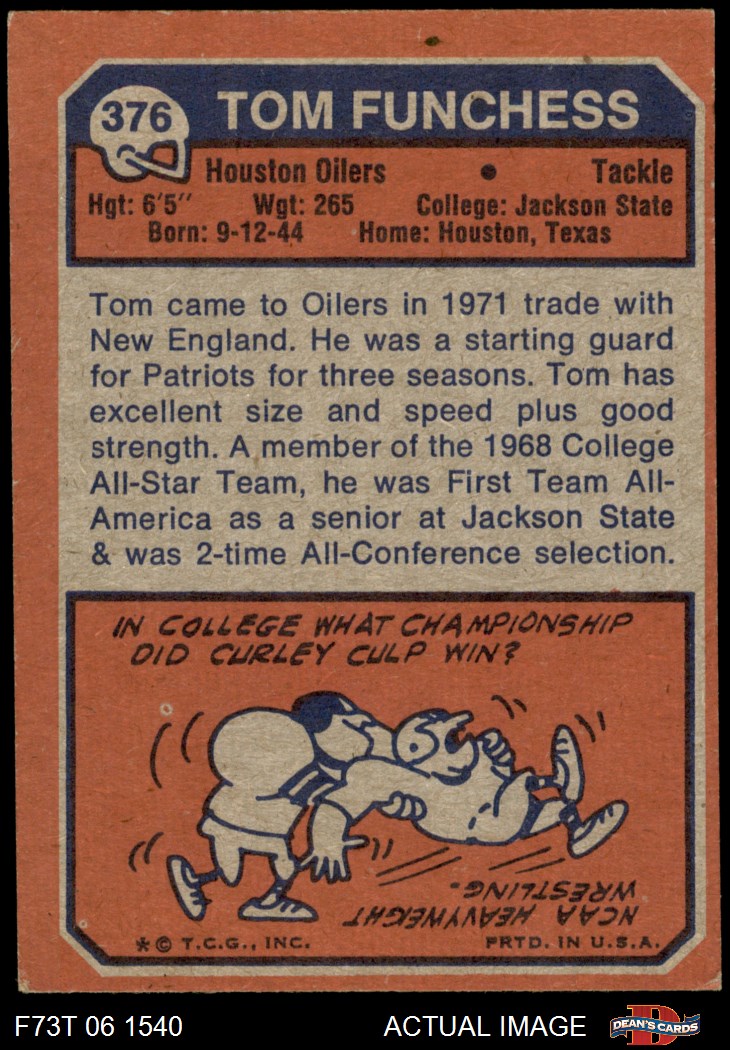 376
TOM FUNCHESS
Houston Oilers • Tackle
Hgt: 6'5" Wgt: 265 College: Jackson State
Born: 9-12-44 Home: Houston, Texas
Tom came to Oilers in 1971 trade with
New England. He was a starting guard
for Patriots for three seasons. Tom has
excellent size and speed plus good
strength. A member of the 1968 College
All-Star Team, he was First Team All-
America as a senior at Jackson State
& was 2-time All-Conference selection.
IN COLLEGE WHAT CHAMPIONSHIP
DID CURLEY CULP WIN?
NCAA HEAVYWEIGHT
WRESTLING.
*© T.C.G., INC. PRTD. IN U.S.A.
F73T 06 1540 ACTUAL IMAGE
D
DEAN'S CARDS